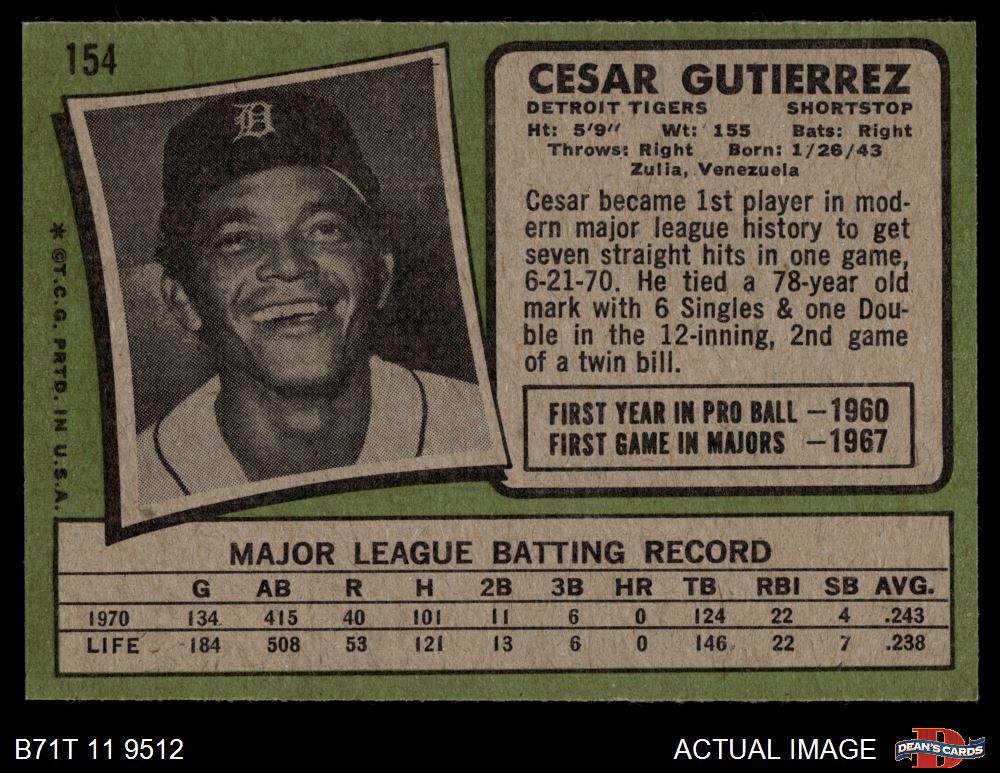 154
D
CESAR GUTIERREZ
DETROIT TIGERS SHORTSTOP
Ht: 5'9" Wt: 155 Bats: Right
Throws: Right Born: 1/26/43
Zulia, Venezuela
Cesar became 1st player in mod-
ern major league history to get
seven straight hits in one game,
6-21-70. He tied a 78-year old
mark with 6 Singles & one Dou-
ble in the 12-inning, 2nd game
of a twin bill.
FIRST YEAR IN PRO BALL —1960
FIRST GAME IN MAJORS —1967
* ©T.C.G. PRTD. IN U.S.A.
MAJOR LEAGUE BATTING RECORD
G AB R H 2B 3B HR TB RBI SB AVG.
1970 134 415 40 101 11 6 0 124 22 4 .243
LIFE 184 508 53 121 13 6 0 146 22 7 .238
B71T 11 9512
ACTUAL IMAGE
D
DEAN'S CARDS